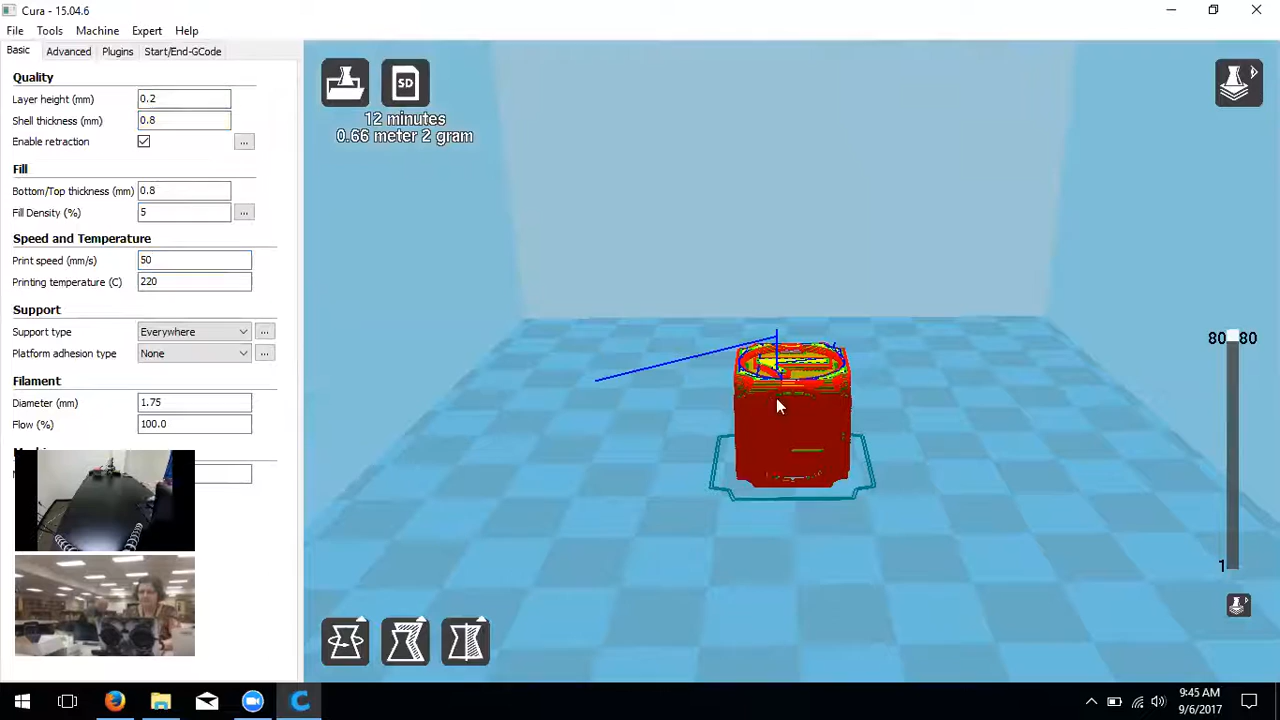 Cura - 15.04.6
File Tools Machine Expert Help
Basic Advanced Plugins Start/End-GCode
Quality
Layer height (mm) 0.2
Shell thickness (mm) 0.8
Enable retraction ...
Fill
Bottom/Top thickness (mm) 0.8
Fill Density (%) 5 ...
Speed and Temperature
Print speed (mm/s) 50
Printing temperature (C) 220
Support
Support type Everywhere ...
Platform adhesion type None ...
Filament
Diameter (mm) 1.75
Flow (%) 100.0
SD
12 minutes
0.66 meter 2 gram
80 80
1
9:45 AM
9/6/2017